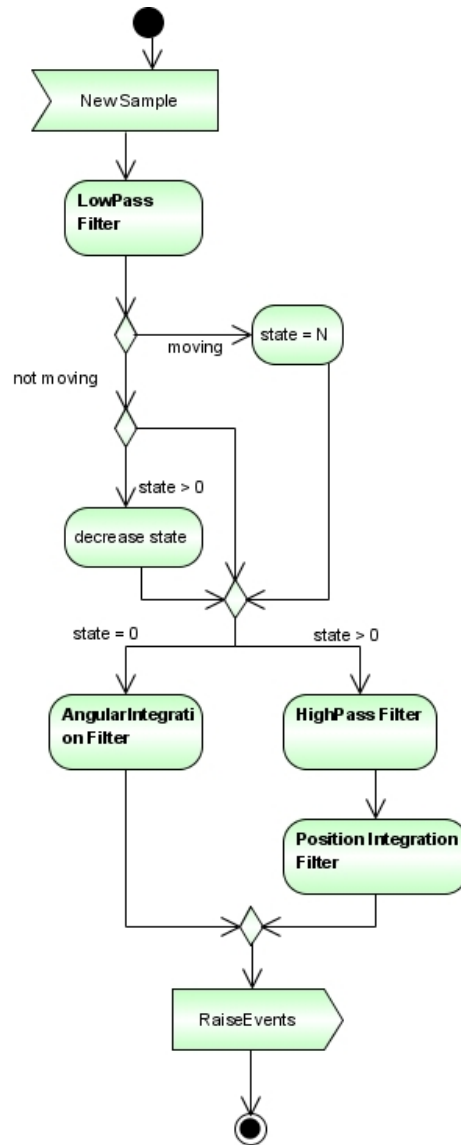 NewSample
LowPass
Filter
moving
state = N
not moving
state > 0
decrease state
state = 0
state > 0
AngularIntegrati
on Filter
HighPass Filter
Position Integration
Filter
RaiseEvents